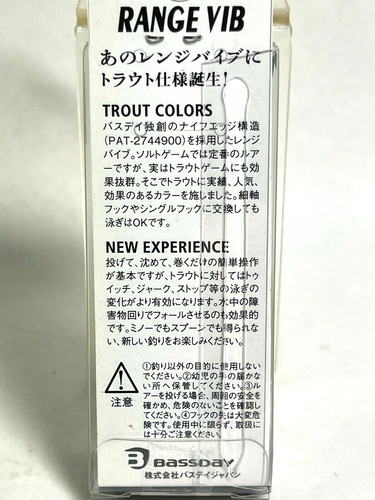 RANGE VIB
あのレンジバイブに
トラウト仕様誕生!
TROUT COLORS
バスデイ独創のナイフエッジ構造
(PAT-2744900)を採用したレンジ
バイブ。ソルトゲームでは定番のルア
ーですが、実はトラウトゲームにも効
果抜群。そこでトラウトに実績、人気、
効果のあるカラーを施しました。細軸
フックやシングルフックに交換しても
泳ぎはOKです。
NEW EXPERIENCE
投げて、沈めて、巻くだけの簡単操作
が基本ですが、トラウトに対してはトゥ
イッチ、ジャーク、ストップ等の泳ぎの
変化がより有効になります。水中の障
害物回りでフォールさせるのも効果的
です。ミノーでもスプーンでも得られな
い、新しい釣りをお楽しみください。
注意
①釣り以外の目的に使用しない
でください。②幼児の手の届かな
い所へ保管してください。③ル
アーを投げる場合、周囲の安全を
確かめ、危険のないことを確認し
てください。④フックの先は大変危
険です。使用中に限らず、取扱に
は十分ご注意ください。
BASSDAY
株式会社バスデイジャパン